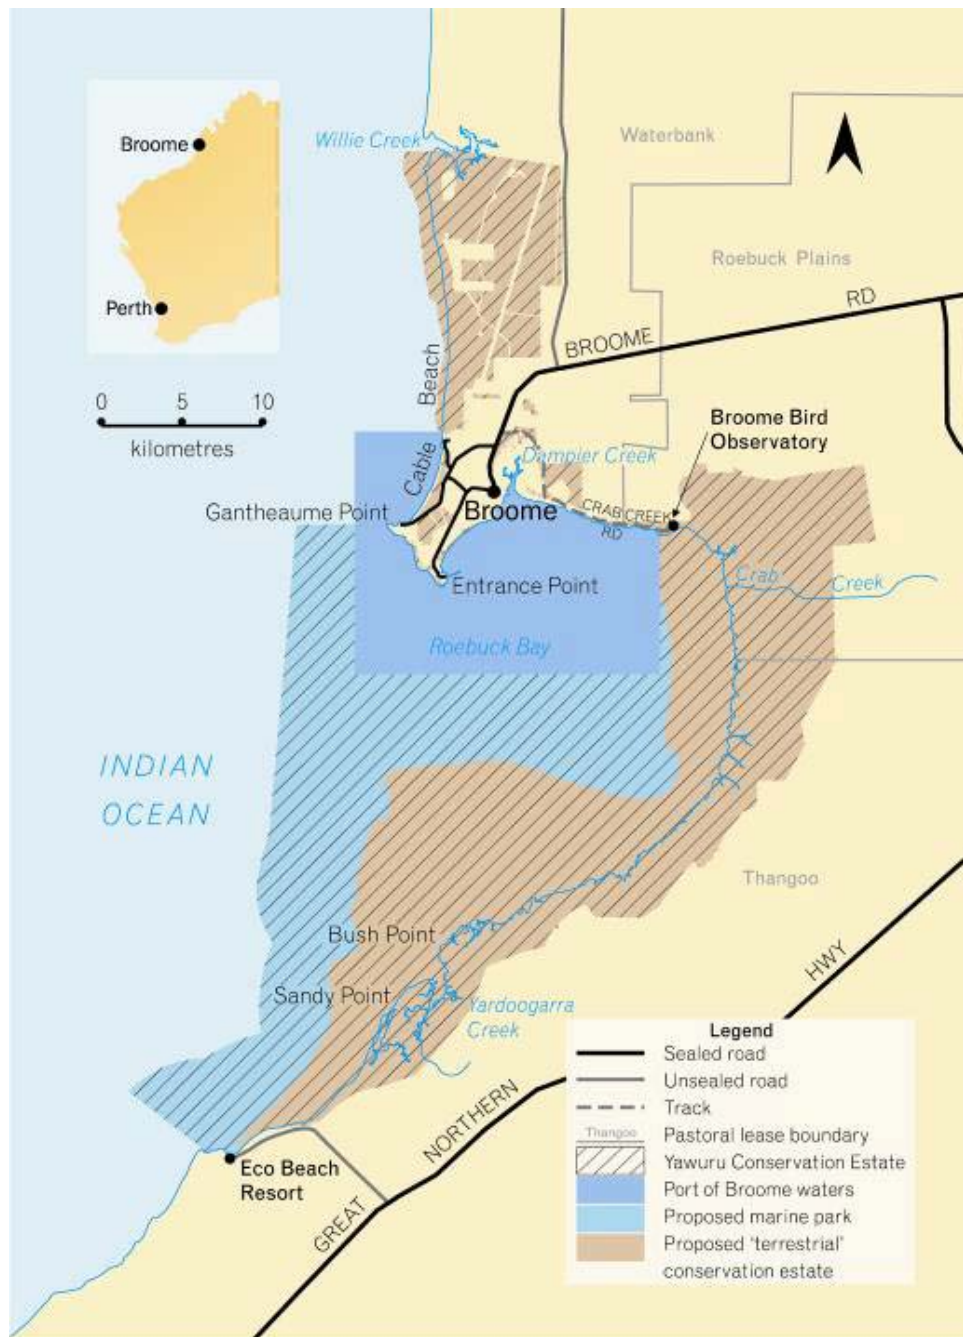 Willie Creek
Waterbank
Broome
Perth
Roebuck Plains
RD
BROOME
Beach
0 5 10
kilometres
Broome Bird
Observatory
Cable
Dampier Creek
Gantheaume Point
Broome
CRAB CREEK
RD
Entrance Point
Crab Creek
Roebuck Bay
INDIAN
OCEAN
Thangoo
Bush Point
HWY
Sandy Point
Yardoogarra
Creek
NORTHERN
GREAT
Eco Beach
Resort
Legend
Sealed road
Unsealed road
Track
Thangoo Pastoral lease boundary
Yawuru Conservation Estate
Port of Broome waters
Proposed marine park
Proposed 'terrestrial'
conservation estate